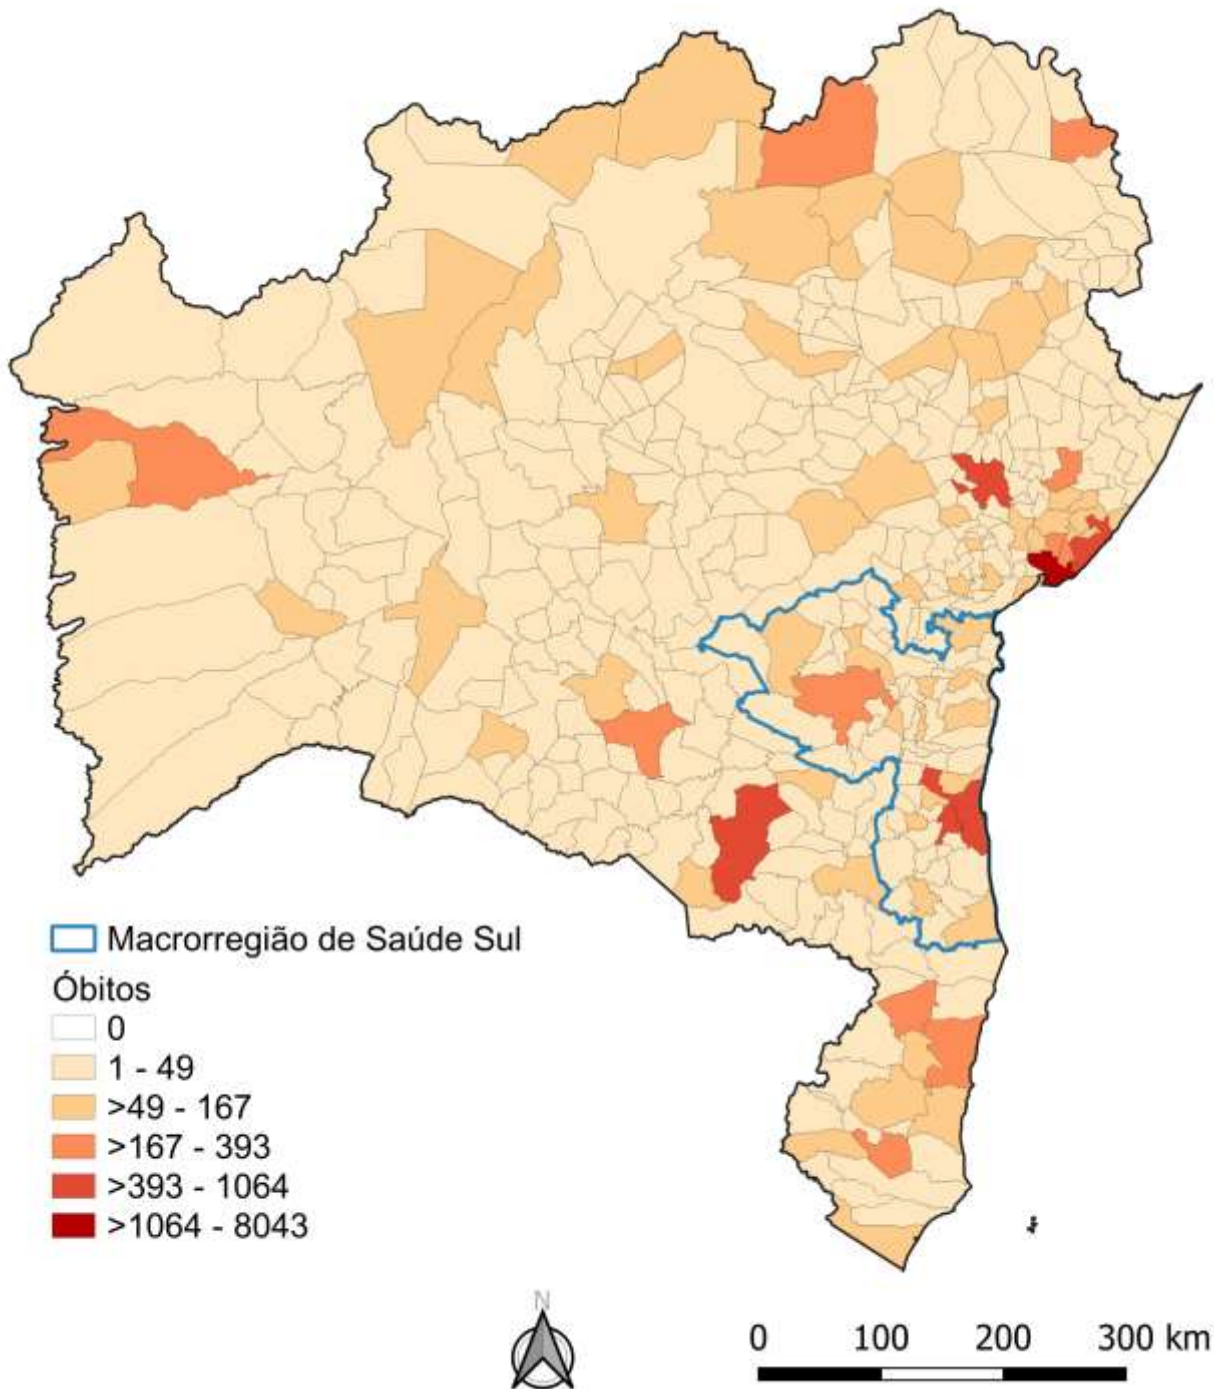 Macrorregião de Saúde Sul
Óbitos
0
1 - 49
>49 - 167
>167 - 393
>393 - 1064
>1064 - 8043
N
0 100 200 300 km